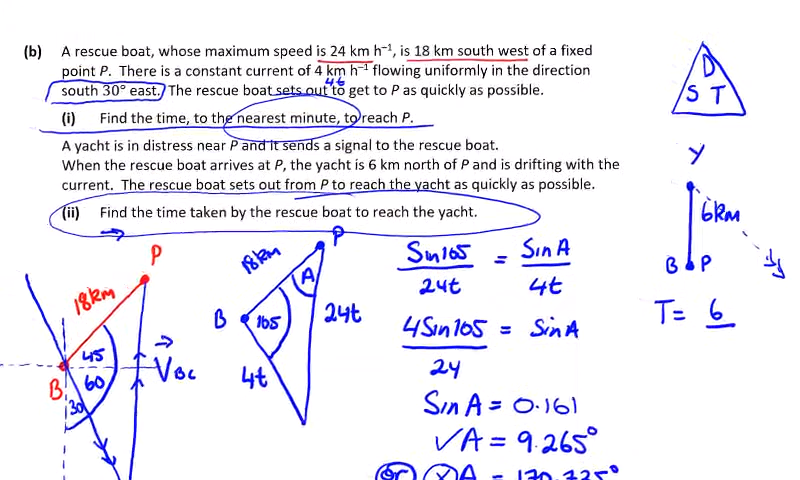 (b) A rescue boat, whose maximum speed is 24 km h⁻¹, is 18 km south west of a fixed
point P. There is a constant current of 4 km h⁻¹ flowing uniformly in the direction
south 30° east. The rescue boat sets out to get to P as quickly as possible.
(i) Find the time, to the nearest minute, to reach P.
A yacht is in distress near P and it sends a signal to the rescue boat.
When the rescue boat arrives at P, the yacht is 6 km north of P and is drifting with the
current. The rescue boat sets out from P to reach the yacht as quickly as possible.
(ii) Find the time taken by the rescue boat to reach the yacht.
D
S T
Y
6km
B P
T = 6
P
18km
45
60
B
30
V BC
P
18km
A
B
105
24t
4t
Sin105 = SinA
24t 4t
4Sin105 = SinA
24
SinA = 0.161
✓A = 9.265°
or xA = 170.735°